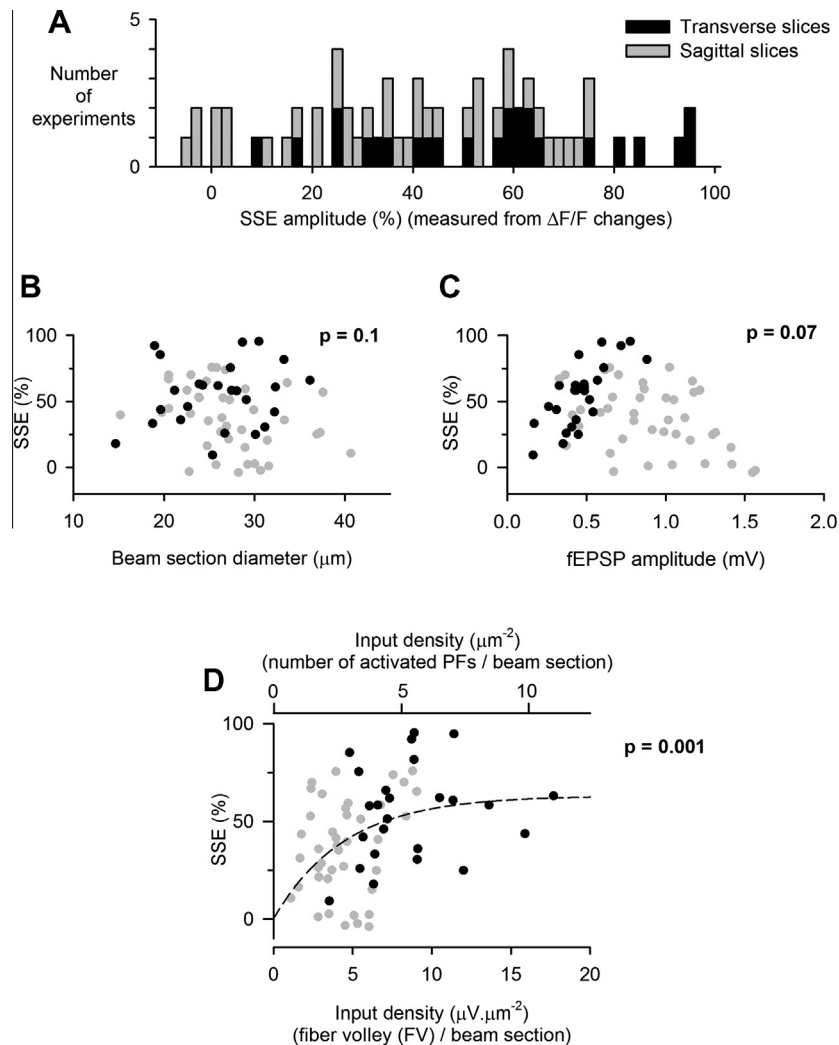 A
5
0
Number
of
experiments
Transverse slices
Sagittal slices
0 20 40 60 80 100
SSE amplitude (%) (measured from ΔF/F changes)
B
p = 0.1
100
50
0
SSE (%)
10 20 30 40
Beam section diameter (μm)
C
p = 0.07
100
50
0
SSE (%)
0.0 0.5 1.0 1.5 2.0
fEPSP amplitude (mV)
Input density (μm⁻²)
(number of activated PFs / beam section)
D
0 5 10
p = 0.001
100
50
0
SSE (%)
0 5 10 15 20
Input density (μV.μm⁻²)
(fiber volley (FV) / beam section)